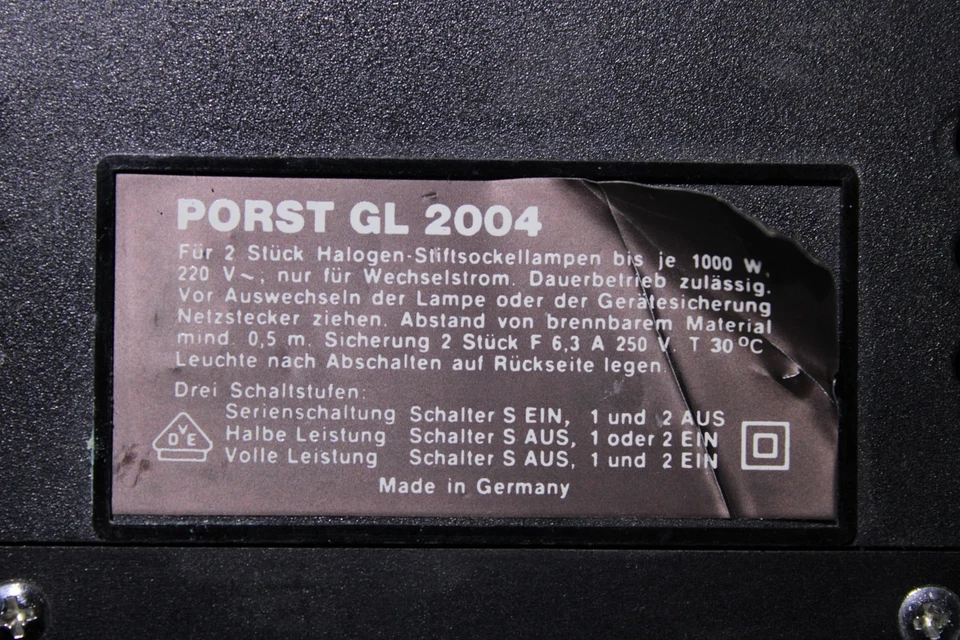 PORST GL 2004
Für 2 Stück Halogen-Stiftsockellampen bis je 1000 W.
220 V~, nur für Wechselstrom. Dauerbetrieb zulässig.
Vor Auswechseln der Lampe oder der Gerätesicherung
Netzstecker ziehen. Abstand von brennbarem Material
mind. 0,5 m. Sicherung 2 Stück F 6,3 A 250 V. T 30°C
Leuchte nach Abschalten auf Rückseite legen.
Drei Schaltstufen:
Serienschaltung Schalter S EIN, 1 und 2 AUS
Halbe Leistung Schalter S AUS, 1 oder 2 EIN
Volle Leistung Schalter S AUS, 1 und 2 EIN
VDE
Made in Germany